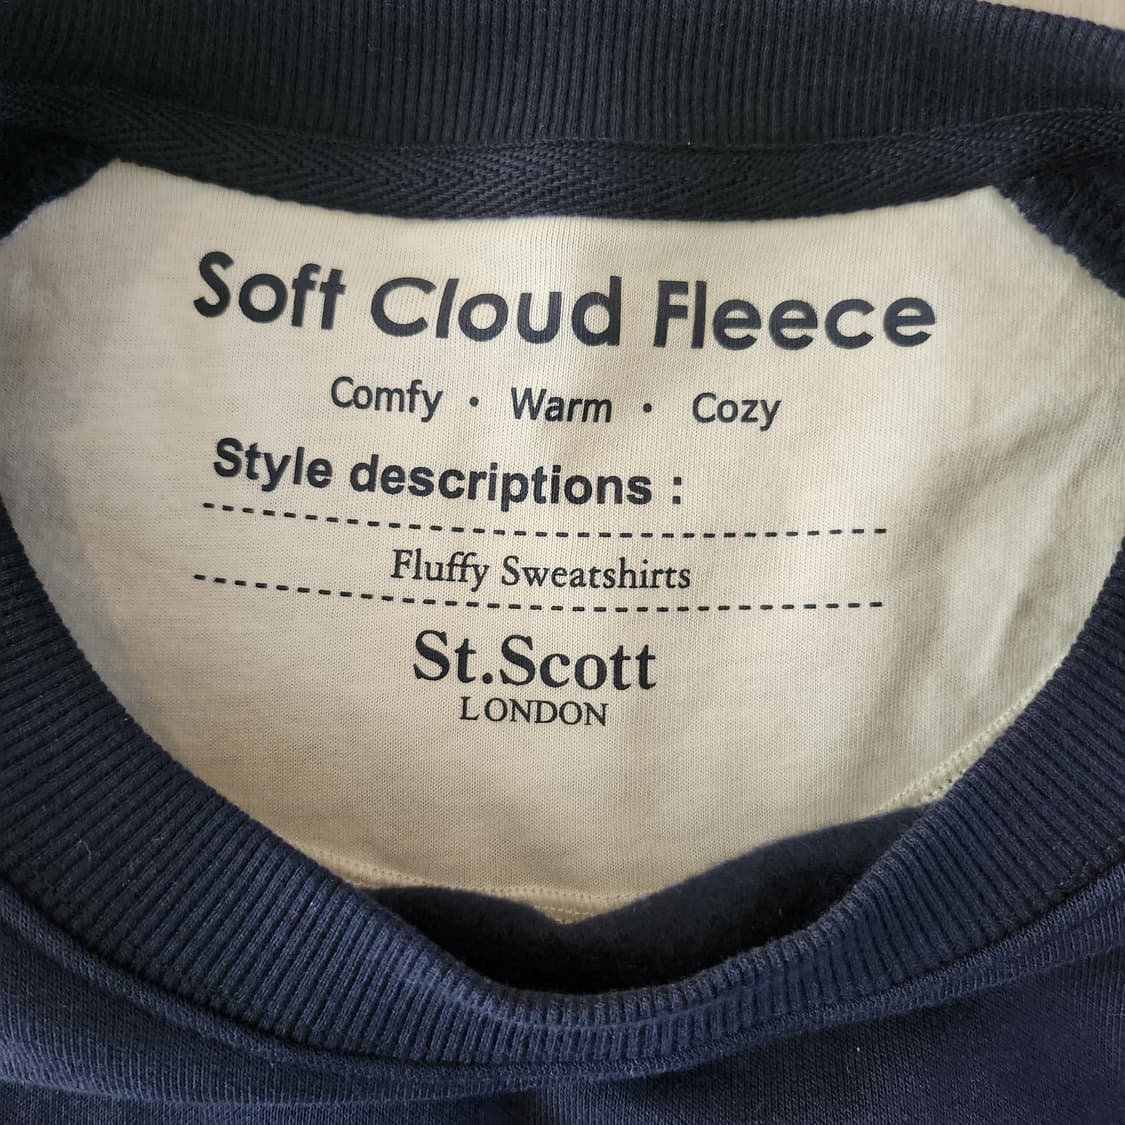 Soft Cloud Fleece
Comfy · Warm · Cozy
Style descriptions :
Fluffy Sweatshirts
St.Scott
LONDON